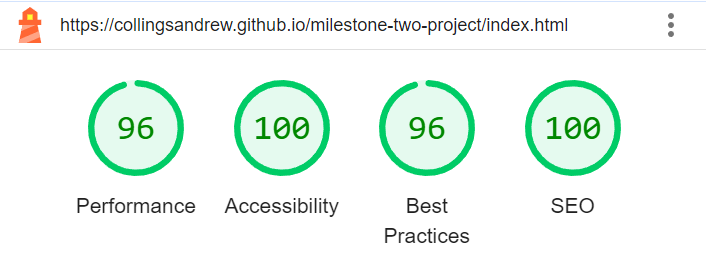 https://collingsandrew.github.io/milestone-two-project/index.html
96 100 96 100
Performance Accessibility Best SEO
Practices